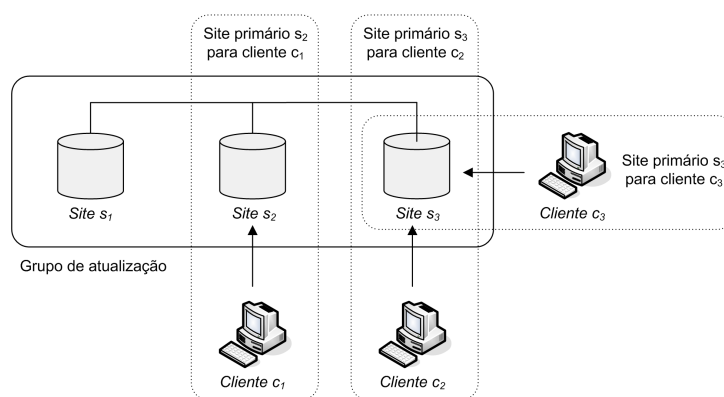 Site primário s2
para cliente c1
Site primário s3
para cliente c2
Site s1
Site s2
Site s3
Cliente c3
Site primário s3
para cliente c3
Grupo de atualização
Cliente c1
Cliente c2